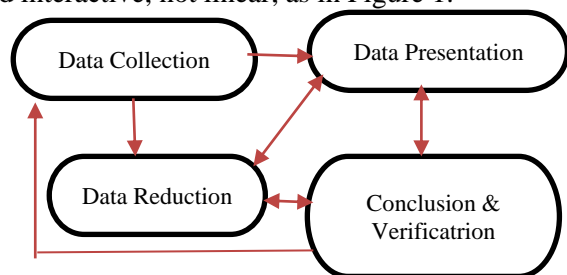 d interactive, not linear, as in Figure 1.
Data Collection
Data Presentation
Data Reduction
Conclusion &
Verificatrion